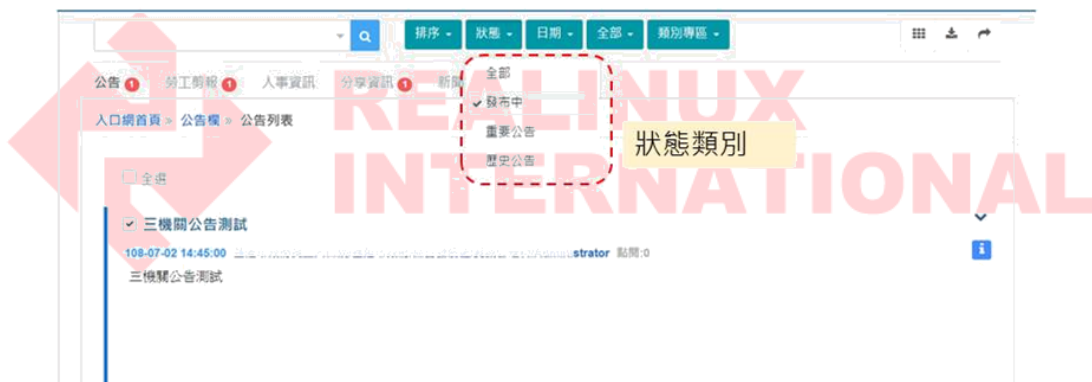 排序 狀態 日期 全部 類別專區
公告 1 勞工剪報 1 人事資訊 分享資訊 1 新聞
全部
發布中
重要公告
歷史公告
狀態類別
入口網首頁 » 公告欄 » 公告列表
全選
三機關公告測試
108-07-02 14:45:00 strator 點閱:0
三機關公告測試
REALINUX
INTERNATIONAL